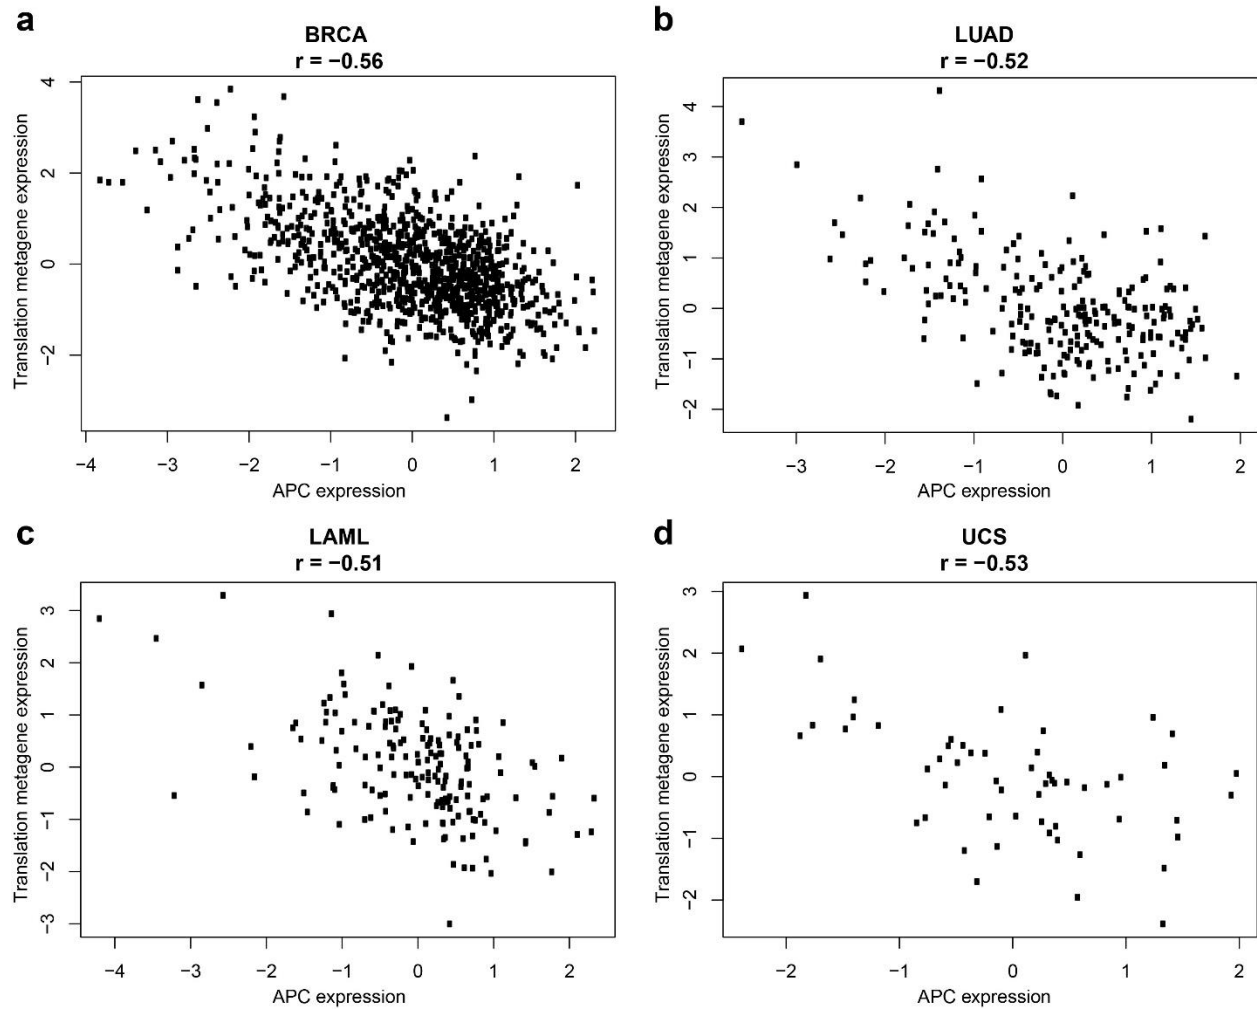 a
BRCA
r = −0.56
Translation metagene expression
4
2
0
−2
−4
−3
−2
−1
0
1
2
APC expression
b
LUAD
r = −0.52
Translation metagene expression
4
3
2
1
0
−1
−2
−3
−2
−1
0
1
2
APC expression
c
LAML
r = −0.51
Translation metagene expression
3
2
1
0
−1
−2
−3
−4
−3
−2
−1
0
1
2
APC expression
d
UCS
r = −0.53
Translation metagene expression
3
2
1
0
−1
−2
−2
−1
0
1
2
APC expression